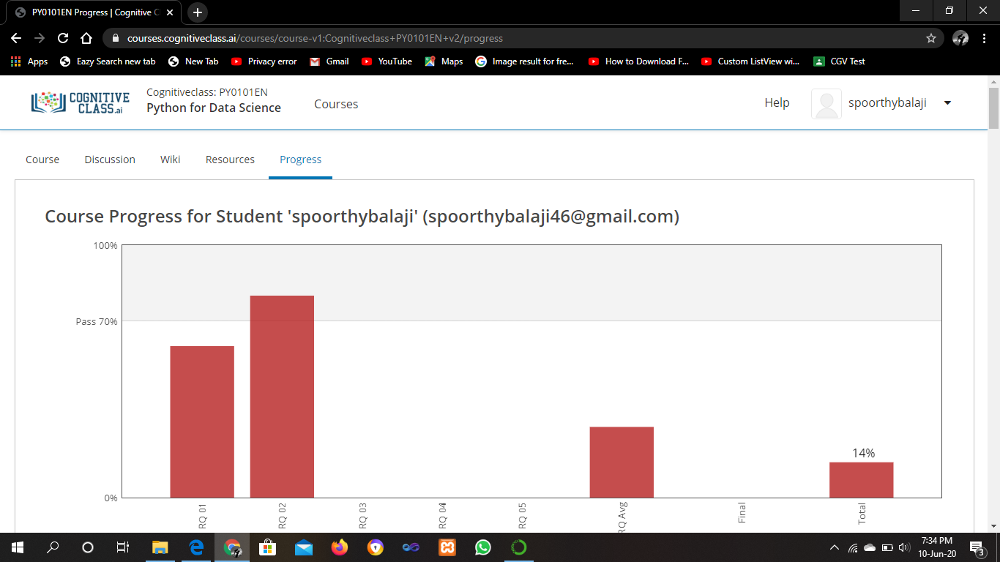 PY0101EN Progress | Cognitive C
courses.cognitiveclass.ai/courses/course-v1:Cognitiveclass+PY0101EN+v2/progress
Apps Eazy Search new tab New Tab Privacy error Gmail YouTube Maps Image result for fre... How to Download F... Custom ListView wi... CGV Test
COGNITIVE
CLASS.ai
Cognitiveclass: PY0101EN
Python for Data Science
Courses
Help
spoorthybalaji
Course Discussion Wiki Resources Progress
Course Progress for Student 'spoorthybalaji' (spoorthybalaji46@gmail.com)
100%
Pass 70%
14%
0%
RQ 01
RQ 02
RQ 03
RQ 04
RQ 05
RQ Avg
Final
Total
7:34 PM
10-Jun-20
3